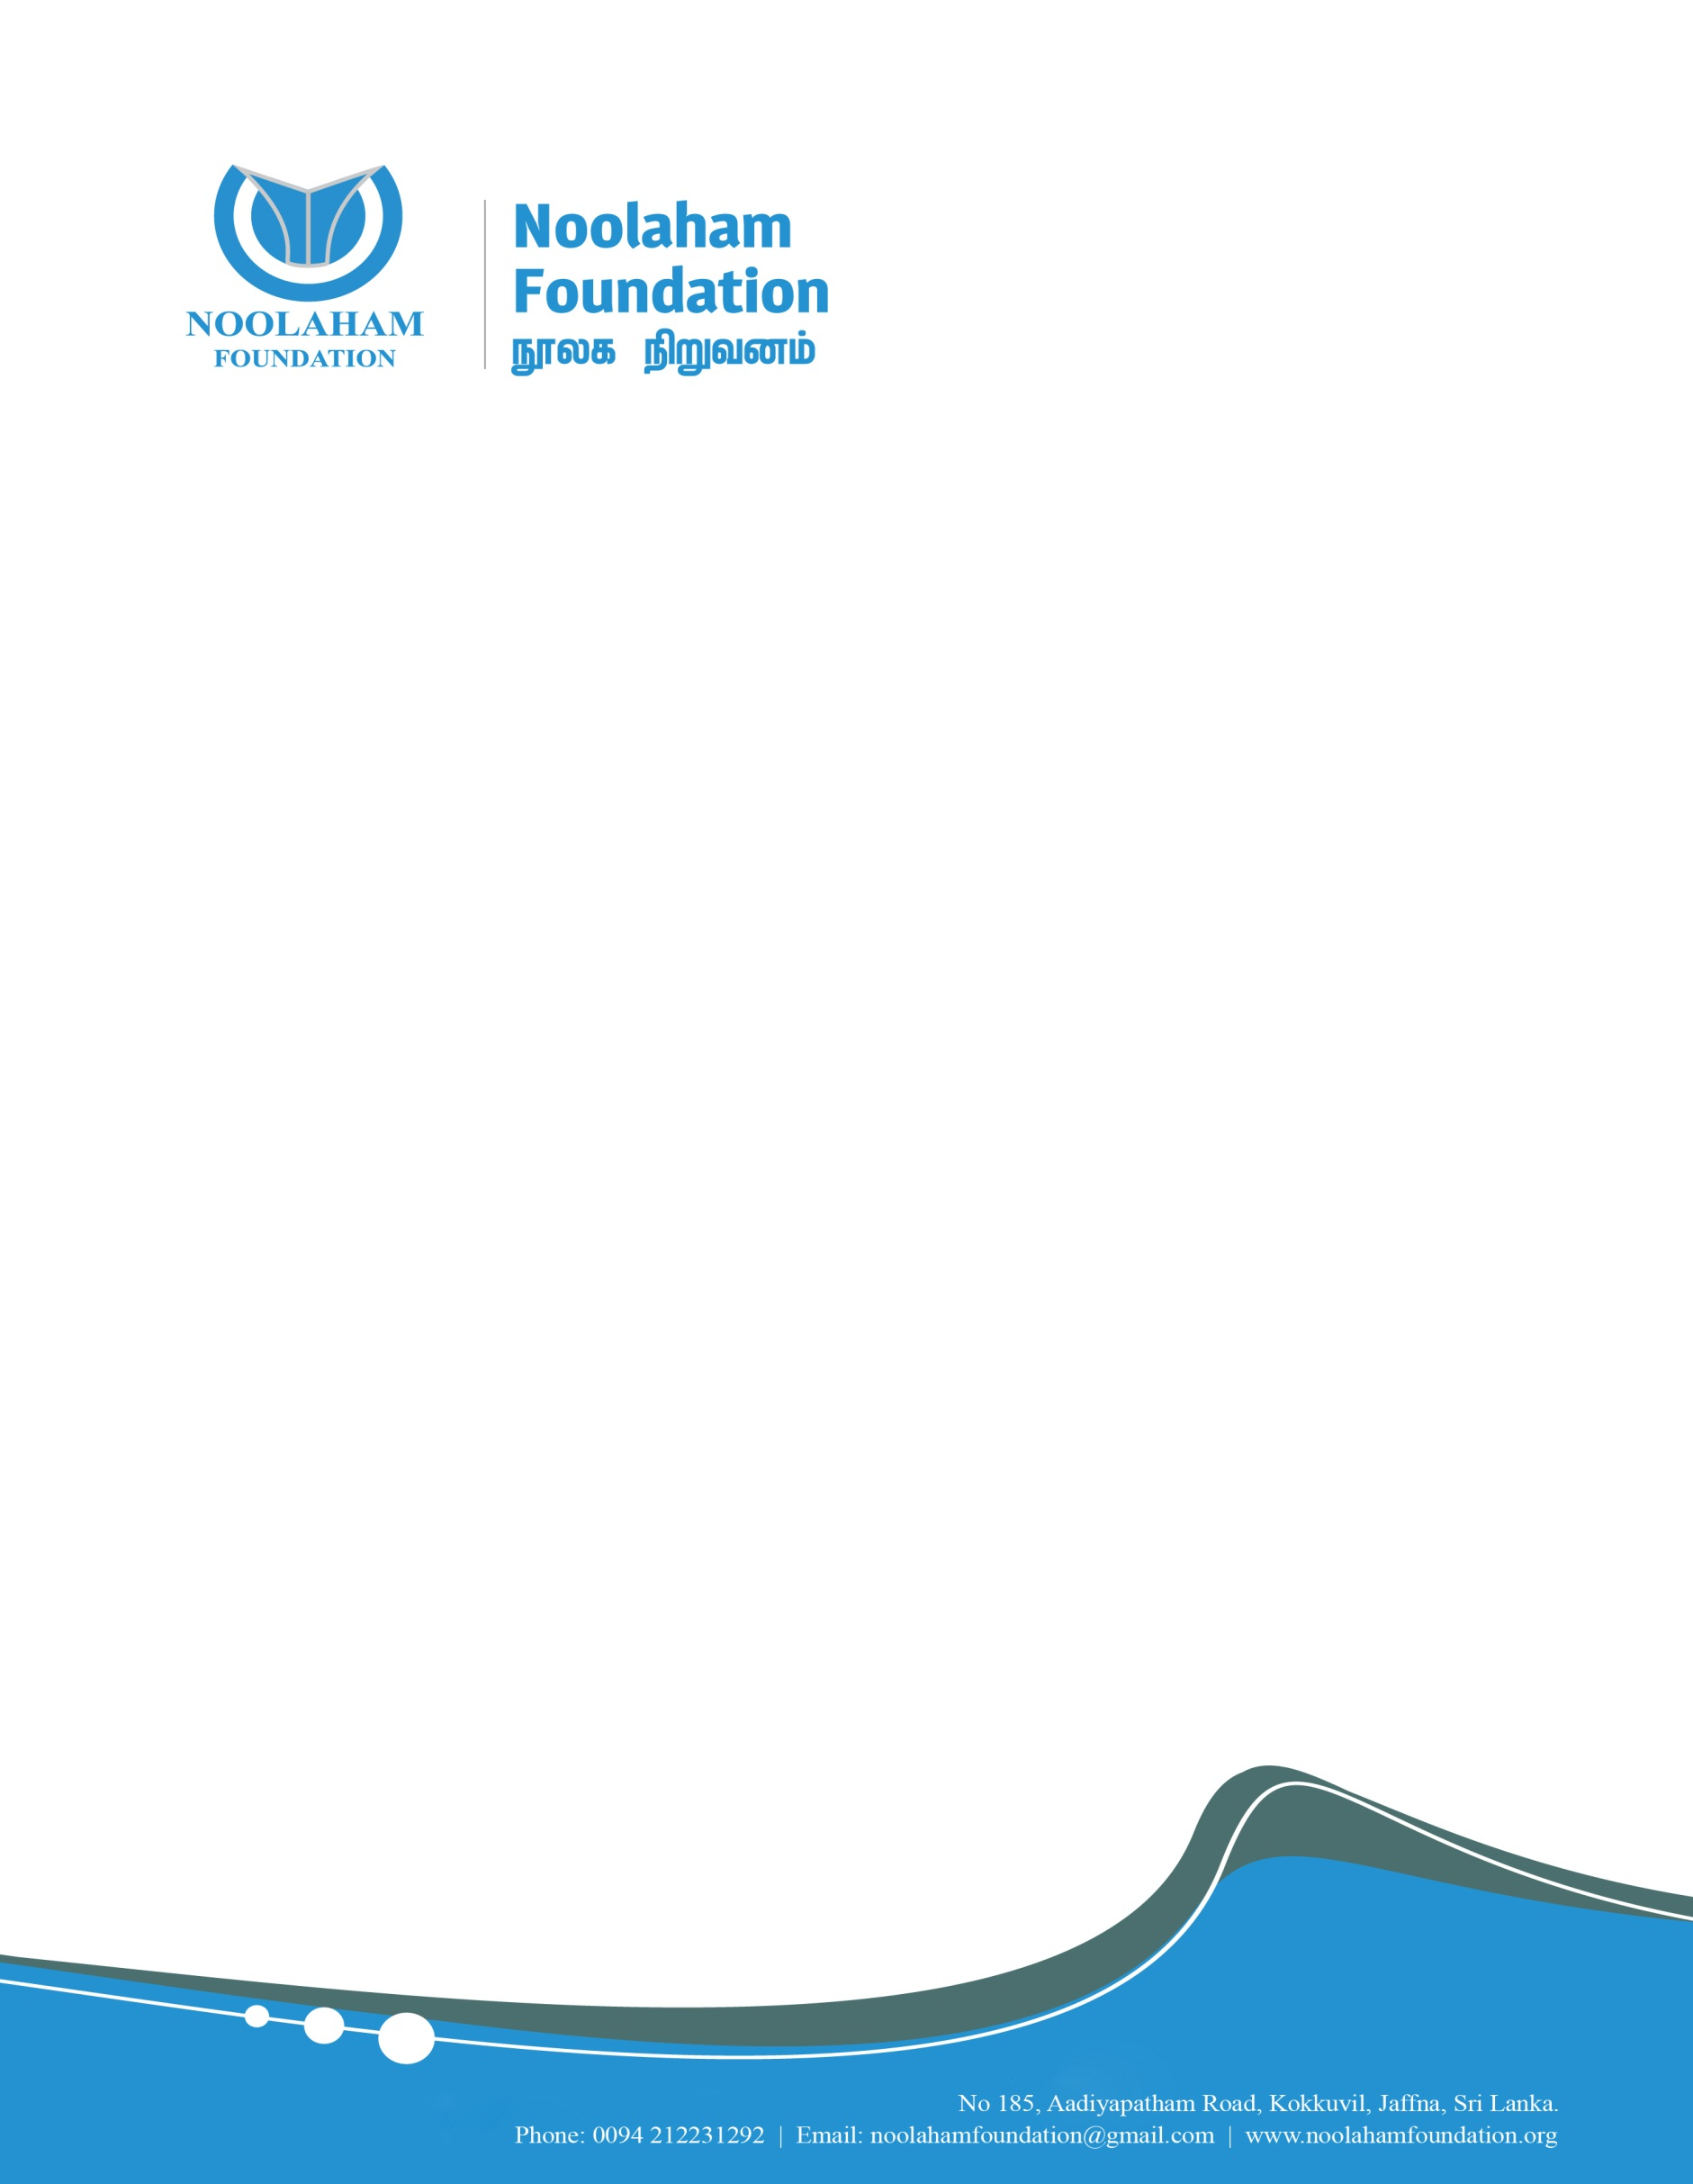 NOOLAHAM
FOUNDATION
Noolaham
Foundation
நூலக நிறுவனம்
No 185, Aadiyapatham Road, Kokkuvil, Jaffna, Sri Lanka.
Phone: 0094 212231292 | Email: noolahamfoundation@gmail.com | www.noolahamfoundation.org